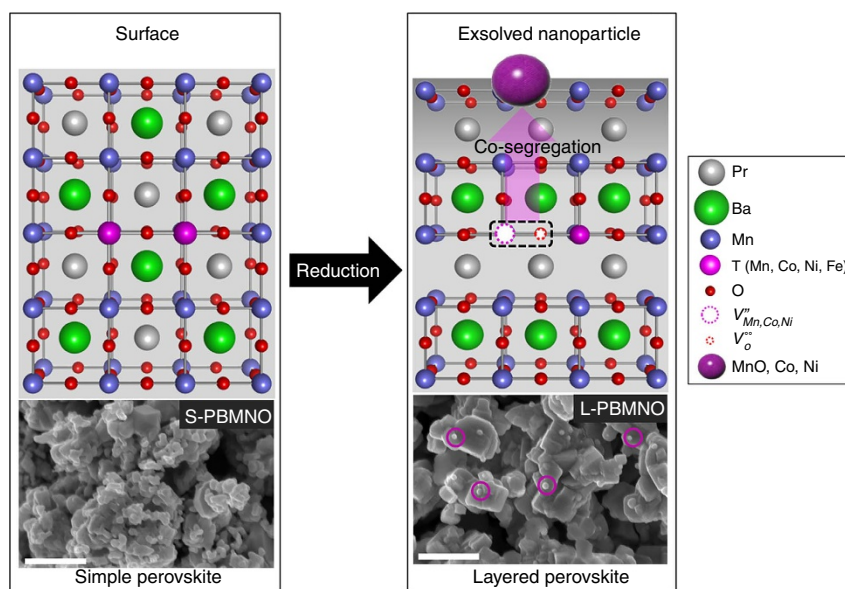 Surface
S-PBMNO
Simple perovskite
Reduction
Exsolved nanoparticle
Co-segregation
L-PBMNO
Layered perovskite
Pr
Ba
Mn
T (Mn, Co, Ni, Fe)
O
V″Mn,Co,Ni
V°°o
MnO, Co, Ni